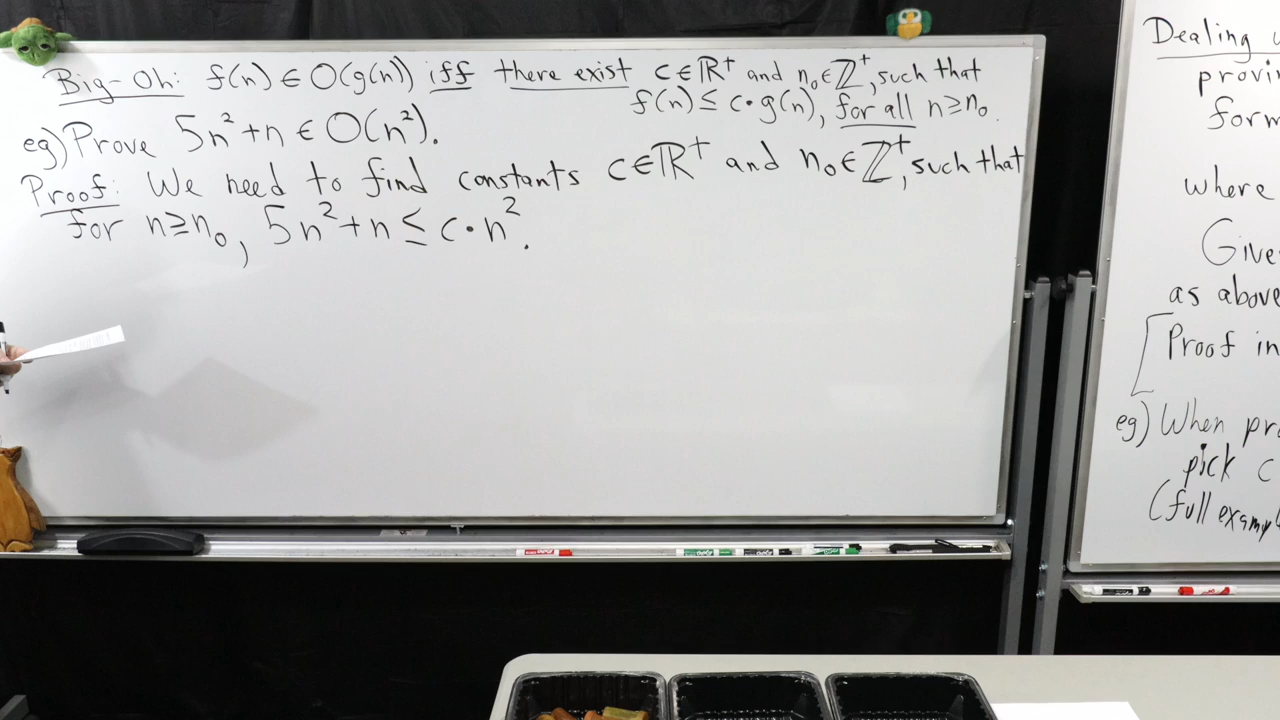 Big-Oh: f(n) ∈ O(g(n)) iff there exist c∈ℝ⁺ and n₀∈ℤ⁺, such that
f(n) ≤ c•g(n), for all n≥n₀.
eg) Prove 5n²+n ∈ O(n²).
Proof: We need to find constants c∈ℝ⁺ and n₀∈ℤ⁺, such that
for n≥n₀, 5n²+n ≤ c•n².
Dealing
provin
form
where
Give
as above
[Proof in
eg) When pro
pick c
(full examp